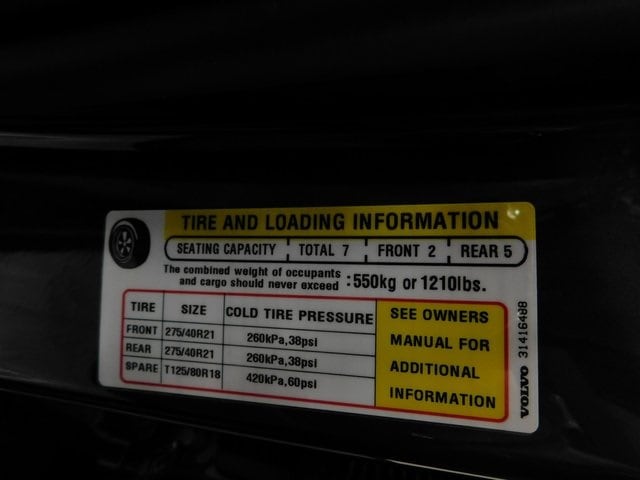 TIRE AND LOADING INFORMATION
SEATING CAPACITY TOTAL 7 FRONT 2 REAR 5
The combined weight of occupants
and cargo should never exceed : 550kg or 1210lbs.
TIRE SIZE COLD TIRE PRESSURE
FRONT 275/40R21 260kPa,38psi
REAR 275/40R21 260kPa,38psi
SPARE T125/80R18 420kPa,60psi
SEE OWNERS
MANUAL FOR
ADDITIONAL
INFORMATION
VOLVO 31416488